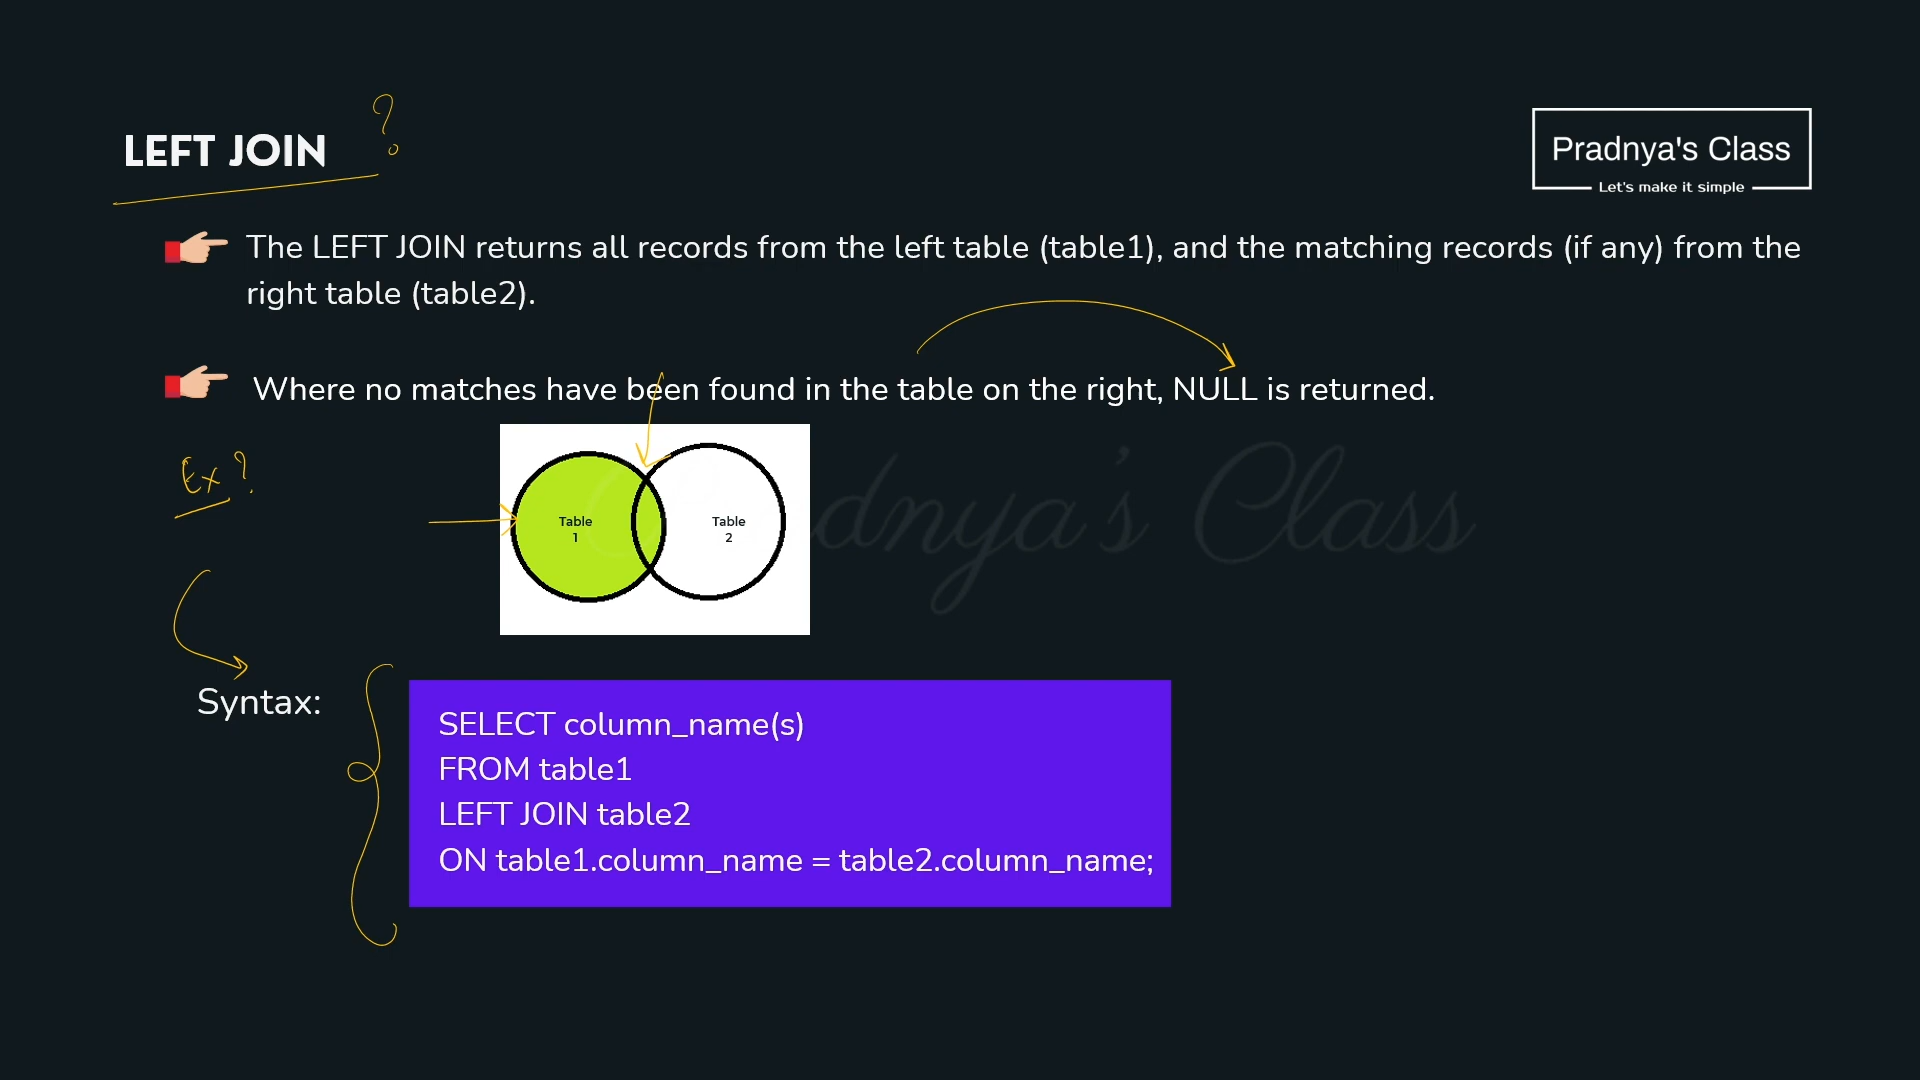 LEFT JOIN ?
Pradnya's Class
Let's make it simple
The LEFT JOIN returns all records from the left table (table1), and the matching records (if any) from the
right table (table2).
Where no matches have been found in the table on the right, NULL is returned.
Ex ?
Table
1
Table
2
Pradnya's Class
Syntax:
SELECT column_name(s)
FROM table1
LEFT JOIN table2
ON table1.column_name = table2.column_name;